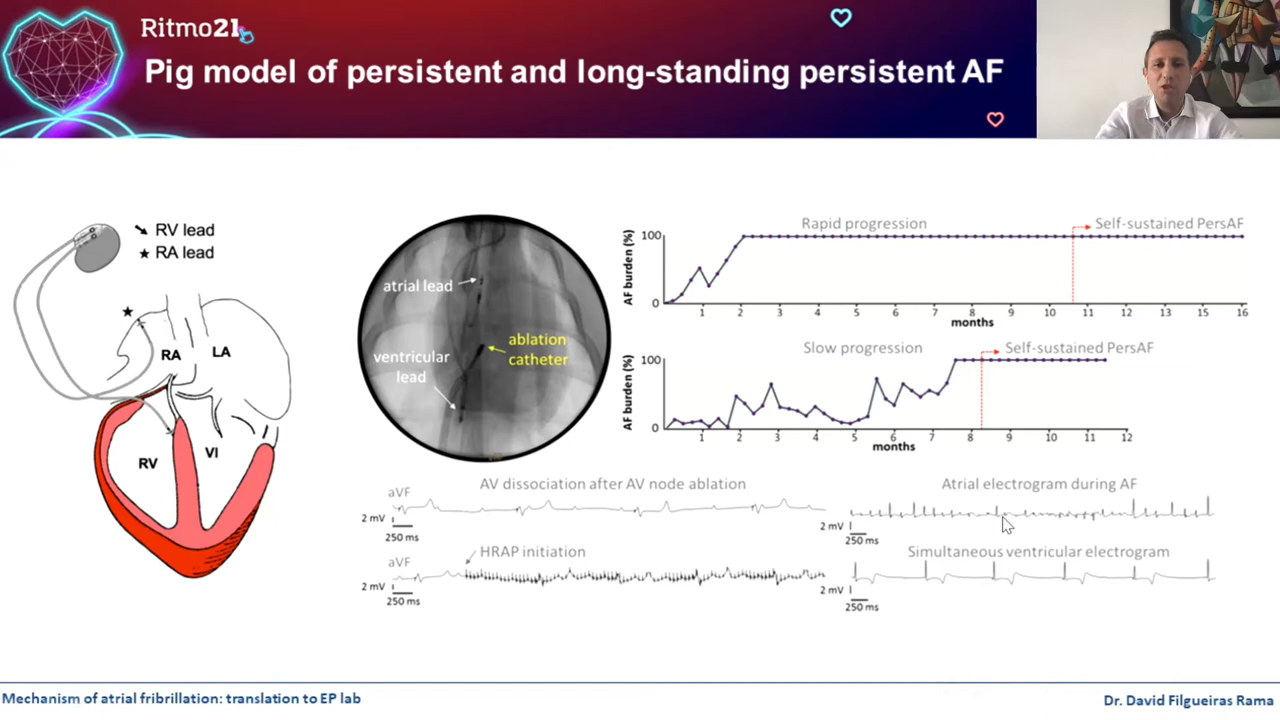 Ritmo21
Pig model of persistent and long-standing persistent AF
RV lead
RA lead
RA
LA
RV
VI
atrial lead
ventricular
lead
ablation
catheter
Rapid progression
Self-sustained PersAF
AF burden (%)
100
0
1 2 3 4 5 6 7 8 9 10 11 12 13 14 15 16
months
Slow progression
Self-sustained PersAF
AF burden (%)
100
0
1 2 3 4 5 6 7 8 9 10 11 12
months
AV dissociation after AV node ablation
aVF
2 mV
250 ms
HRAP initiation
aVF
2 mV
250 ms
Atrial electrogram during AF
2 mV
250 ms
Simultaneous ventricular electrogram
2 mV
250 ms
Mechanism of atrial fribrillation: translation to EP lab
Dr. David Filgueiras Rama